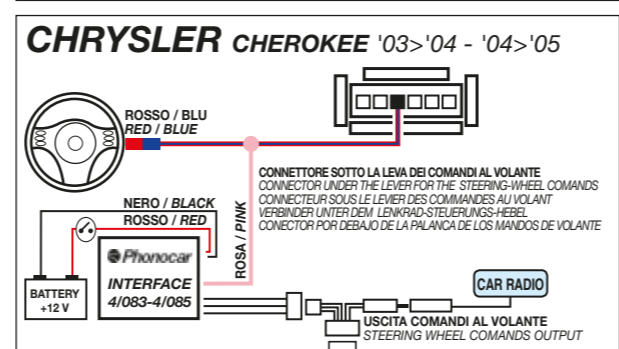 CHRYSLER CHEROKEE '03>'04 - '04>'05
ROSSO / BLU
RED / BLUE
CONNETTORE SOTTO LA LEVA DEI COMANDI AL VOLANTE
CONNECTOR UNDER THE LEVER FOR THE STEERING-WHEEL COMANDS
CONNECTEUR SOUS LE LEVIER DES COMMANDES AU VOLANT
VERBINDER UNTER DEM LENKRAD-STEUERUNGS-HEBEL
CONECTOR POR DEBAJO DE LA PALANCA DE LOS MANDOS DE VOLANTE
NERO / BLACK
ROSSO / RED
ROSA / PINK
Phonocar
INTERFACE
4/083-4/085
BATTERY
+12 V
CAR RADIO
USCITA COMANDI AL VOLANTE
STEERING WHEEL COMANDS OUTPUT